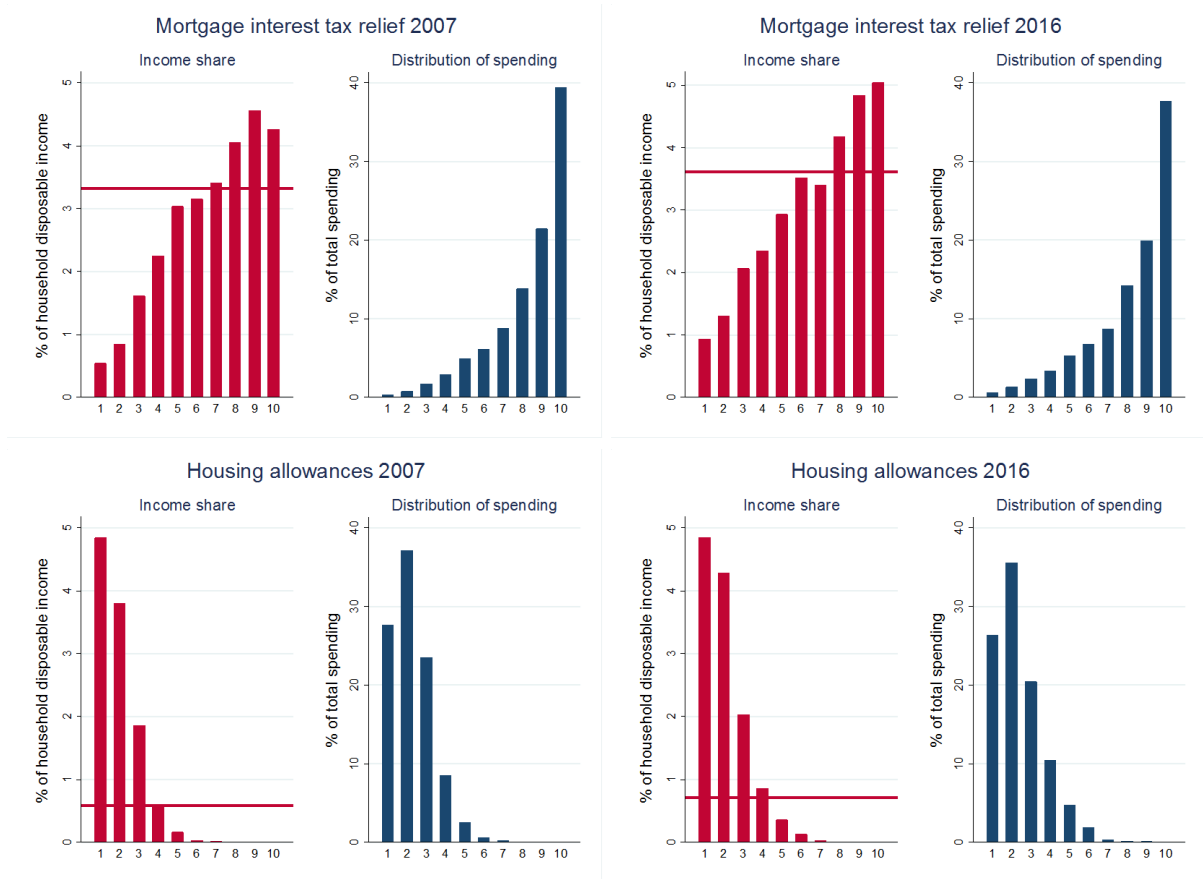 Mortgage interest tax relief 2007
Income share
Distribution of spending
% of household disposable income
0 1 2 3 4 5
1 2 3 4 5 6 7 8 9 10
% of total spending
0 10 20 30 40
1 2 3 4 5 6 7 8 9 10
Mortgage interest tax relief 2016
Income share
Distribution of spending
% of household disposable income
0 1 2 3 4 5
1 2 3 4 5 6 7 8 9 10
% of total spending
0 10 20 30 40
1 2 3 4 5 6 7 8 9 10
Housing allowances 2007
Income share
Distribution of spending
% of household disposable income
0 1 2 3 4 5
1 2 3 4 5 6 7 8 9 10
% of total spending
0 10 20 30 40
1 2 3 4 5 6 7 8 9 10
Housing allowances 2016
Income share
Distribution of spending
% of household disposable income
0 1 2 3 4 5
1 2 3 4 5 6 7 8 9 10
% of total spending
0 10 20 30 40
1 2 3 4 5 6 7 8 9 10